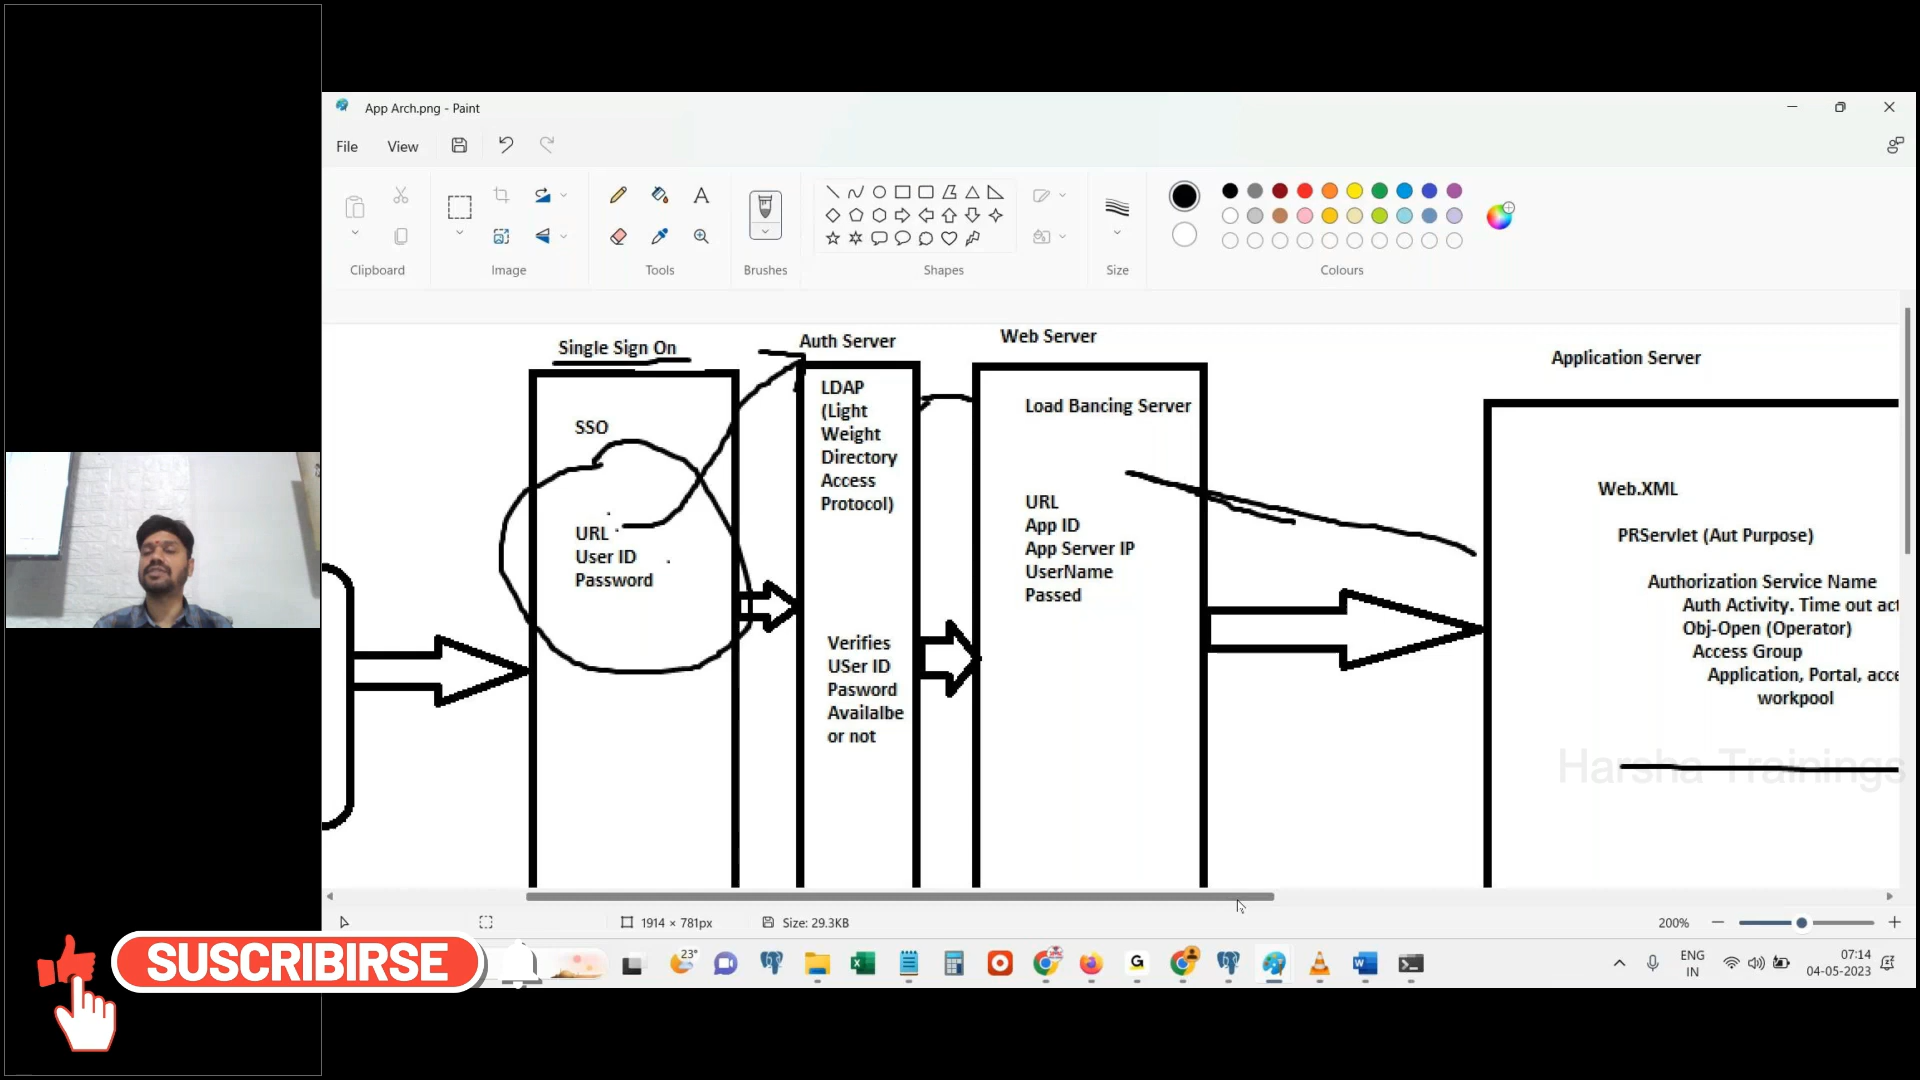 App Arch.png - Paint
File
View
Clipboard
Image
Tools
Brushes
Shapes
Size
Colours
Single Sign On
SSO
URL
User ID
Password
Auth Server
LDAP
(Light
Weight
Directory
Access
Protocol)
Verifies
USer ID
Pasword
Availalbe
or not
Web Server
Load Bancing Server
URL
App ID
App Server IP
UserName
Passed
Application Server
Web.XML
PRServlet (Aut Purpose)
Authorization Service Name
Auth Activity. Time out act
Obj-Open (Operator)
Access Group
Application, Portal, acce
workpool
Harsha Trainings
1914 × 781px
Size: 29.3KB
200%
SUSCRIBIRSE
23°
ENG
IN
07:14
04-05-2023